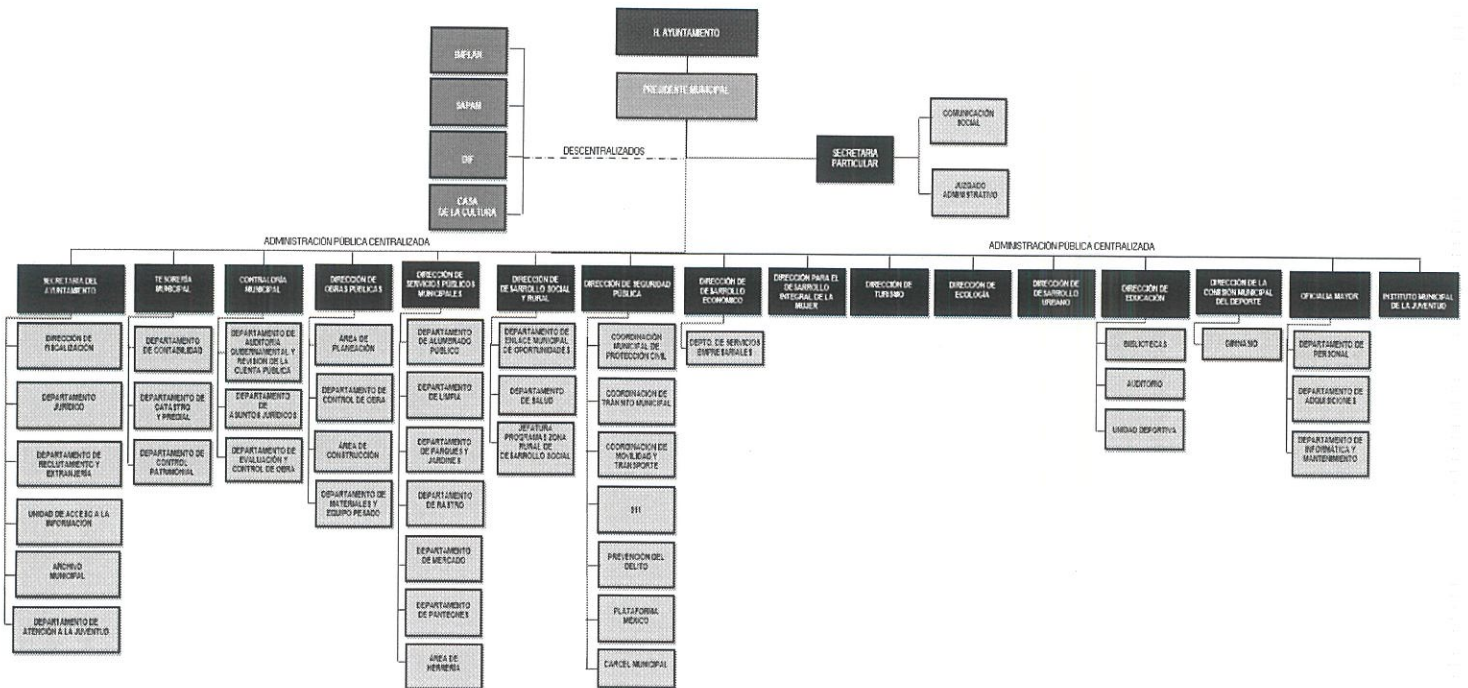 H. AYUNTAMIENTO
PRESIDENTE MUNICIPAL
IMPLAN
SAPAM
DIF
CASA
DE LA CULTURA
DESCENTRALIZADOS
SECRETARIA
PARTICULAR
COMUNICACIÓN
SOCIAL
JUZGADO
ADMINISTRATIVO
ADMINISTRACIÓN PÚBLICA CENTRALIZADA
ADMINISTRACIÓN PÚBLICA CENTRALIZADA
SECRETARIA DEL
AYUNTAMIENTO
DIRECCIÓN DE
FISCALIZACIÓN
DEPARTAMENTO
JURÍDICO
DEPARTAMENTO DE
RECLUTAMIENTO Y
EXTRANJERÍA
UNIDAD DE ACCESO A LA
INFORMACIÓN
ARCHIVO
MUNICIPAL
DEPARTAMENTO DE
ATENCIÓN A LA JUVENTUD
TESORERÍA
MUNICIPAL
DEPARTAMENTO
DE CONTABILIDAD
DEPARTAMENTO DE
CATASTRO
Y PREDIAL
DEPARTAMENTO DE
CONTROL
PATRIMONIAL
CONTRALORÍA
MUNICIPAL
DEPARTAMENTO DE
AUDITORÍA
GUBERNAMENTAL Y
REVISIÓN DE LA
CUENTA PÚBLICA
DEPARTAMENTO
DE
ASUNTOS JURÍDICOS
DEPARTAMENTO DE
EVALUACIÓN Y
CONTROL DE OBRA
DIRECCIÓN DE
OBRAS PÚBLICAS
ÁREA DE
PLANEACIÓN
DEPARTAMENTO
DE CONTROL DE OBRA
ÁREA DE
CONSTRUCCIÓN
DEPARTAMENTO DE
MATERIALES Y
EQUIPO PESADO
DIRECCIÓN DE
SERVICIOS PÚBLICOS
MUNICIPALES
DEPARTAMENTO
DE ALUMBRADO
PÚBLICO
DEPARTAMENTO
DE LIMPIA
DEPARTAMENTO
DE PARQUES Y
JARDINES
DEPARTAMENTO
DE RASTRO
DEPARTAMENTO
DE MERCADO
DEPARTAMENTO
DE PANTEONES
ÁREA DE
HERRERÍA
DIRECCIÓN DE
DESARROLLO SOCIAL
Y RURAL
DEPARTAMENTO DE
ENLACE MUNICIPAL
DE OPORTUNIDADES
DEPARTAMENTO
DE SALUD
JEFATURA
PROGRAMAS ZONA
RURAL DE
DESARROLLO SOCIAL
DIRECCIÓN DE SEGURIDAD
PÚBLICA
COORDINACIÓN
MUNICIPAL DE
PROTECCIÓN CIVIL
COORDINACION DE
TRÁNSITO MUNICIPAL
COORDINACION DE
MOVILIDAD Y
TRANSPORTE
PREVENCIÓN DEL
DELITO
PLATAFORMA
MÉXICO
CARCEL MUNICIPAL
DIRECCIÓN DE
DESARROLLO
ECONÓMICO
DEPTO. DE SERVICIOS
EMPRESARIALES
DIRECCIÓN PARA EL
DESARROLLO
INTEGRAL DE LA
MUJER
DIRECCIÓN DE
TURISMO
DIRECCIÓN DE
ECOLOGÍA
DIRECCIÓN DE
DESARROLLO
URBANO
DIRECCIÓN DE
EDUCACIÓN
BIBLIOTECAS
AUDITORIO
UNIDAD DEPORTIVA
DIRECCIÓN DE LA
COMISIÓN MUNICIPAL
DEL DEPORTE
GIMNASIO
OFICIALIA MAYOR
DEPARTAMENTO DE
PERSONAL
DEPARTAMENTO DE
ADQUISICIONES
DEPARTAMENTO DE
INFORMÁTICA Y
MANTENIMIENTO
INSTITUTO MUNICIPAL
DE LA JUVENTUD